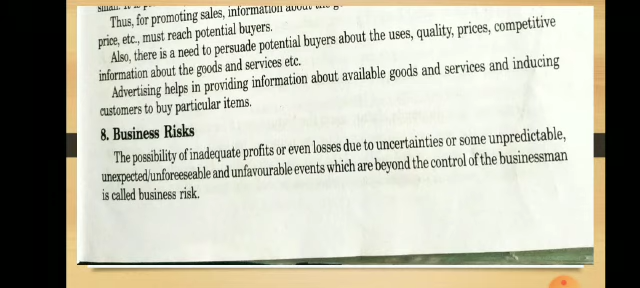 Thus, for promoting sales, information about
price, etc., must reach potential buyers.
Also, there is a need to persuade potential buyers about the uses, quality, prices, competitive
information about the goods and services etc.
Advertising helps in providing information about available goods and services and inducing
customers to buy particular items.
8. Business Risks
The possibility of inadequate profits or even losses due to uncertainties or some unpredictable,
unexpected/unforeeseable and unfavourable events which are beyond the control of the businessman
is called business risk.